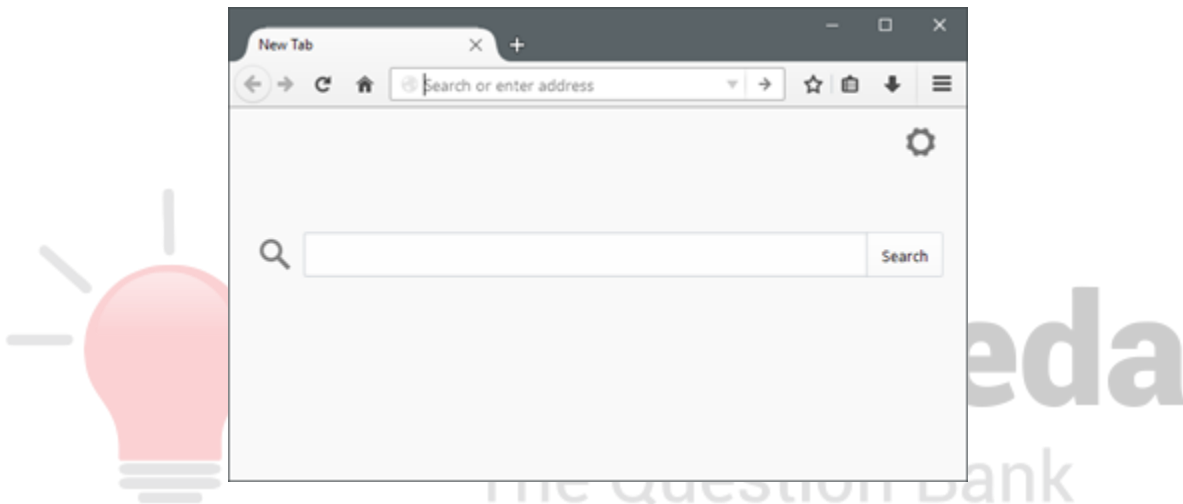 New Tab
Search or enter address
Search
eda
The Question Bank